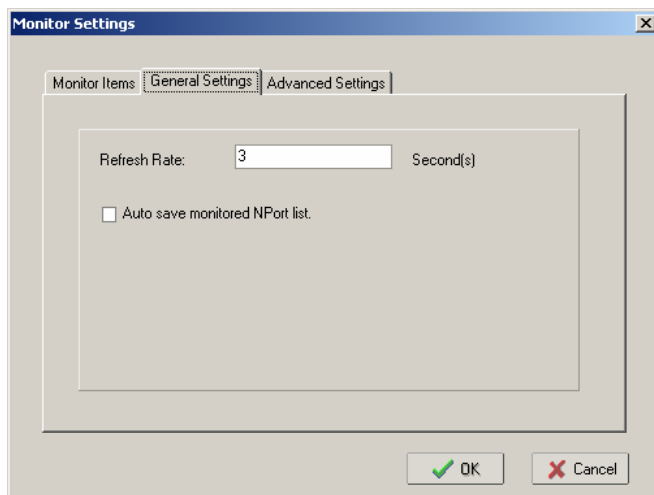 Monitor Settings
Monitor Items General Settings Advanced Settings
Refresh Rate: 3 Second(s)
Auto save monitored NPort list.
OK Cancel